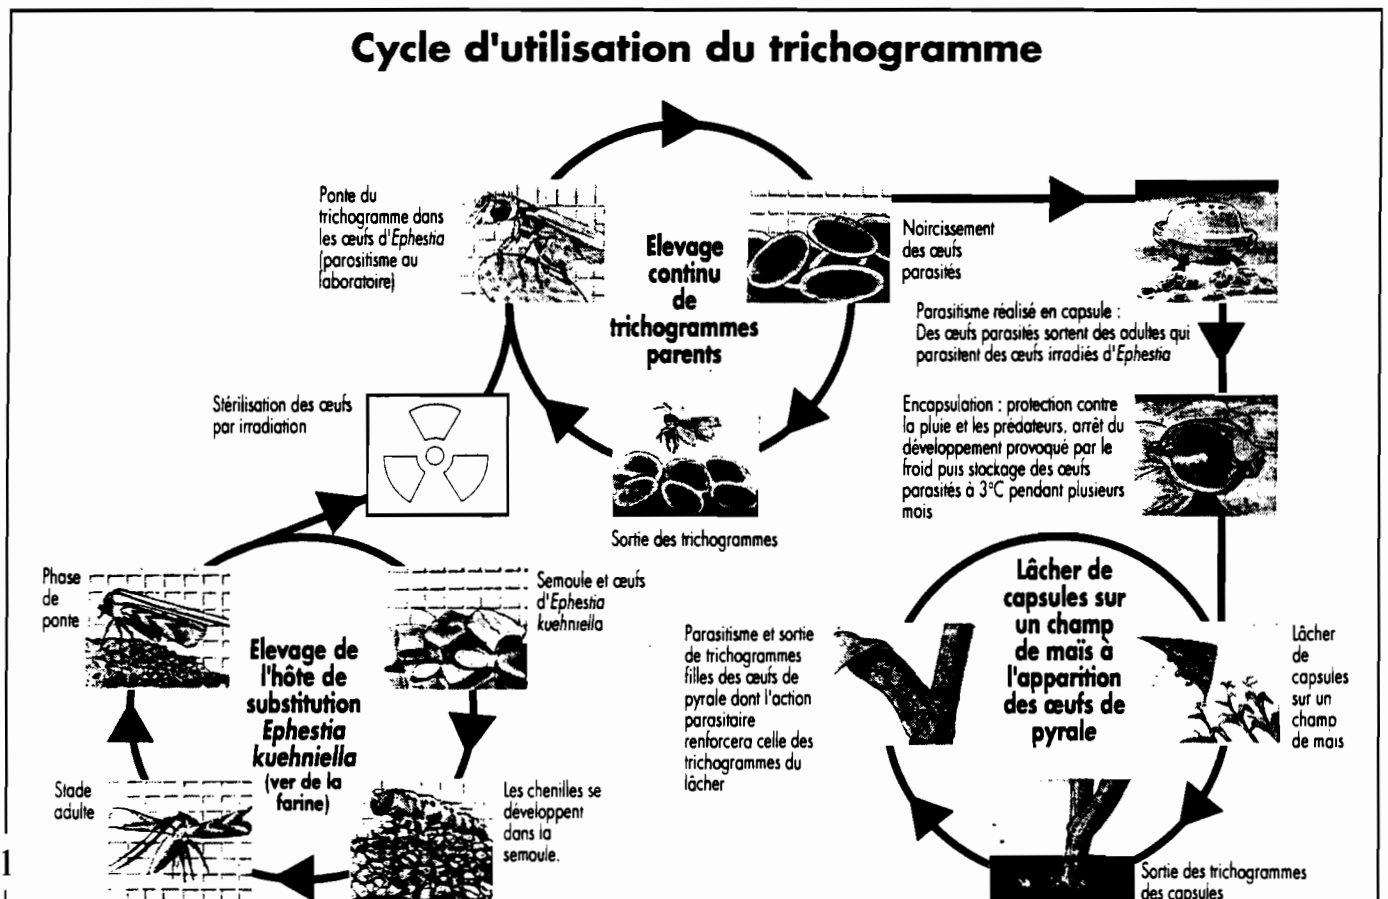 Cycle d'utilisation du trichogramme
Ponte du
trichogramme dans
les œufs d'Ephestia
(parasitisme au
laboratoire)
Elevage
continu
de
trichogrammes
parents
Noircissement
des œufs
parasités
Parasitisme réalisé en capsule :
Des œufs parasités sortent des adultes qui
parasitent des œufs irradiés d'Ephestia
Stérilisation des œufs
par irradiation
Encapsulation : protection contre
la pluie et les prédateurs, arrêt du
développement provoqué par le
froid puis stockage des œufs
parasités à 3°C pendant plusieurs
mois
Sortie des trichogrammes
Phase
de
ponte
Semoule et œufs
d'Ephestia
kuehniella
Elevage de
l'hôte de
substitution
Ephestia
kuehniella
(ver de la
farine)
Stade
adulte
Les chenilles se
développent
dans la
semoule.
Lâcher de
capsules sur
un champ
de maïs à
l'apparition
des œufs de
pyrale
Parasitisme et sortie
de trichogrammes
filles des œufs de
pyrale dont l'action
parasitaire
renforcera celle des
trichogrammes du
lâcher
Lâcher
de
capsules
sur un
champ
de maïs
Sortie des trichogrammes
des capsules
1